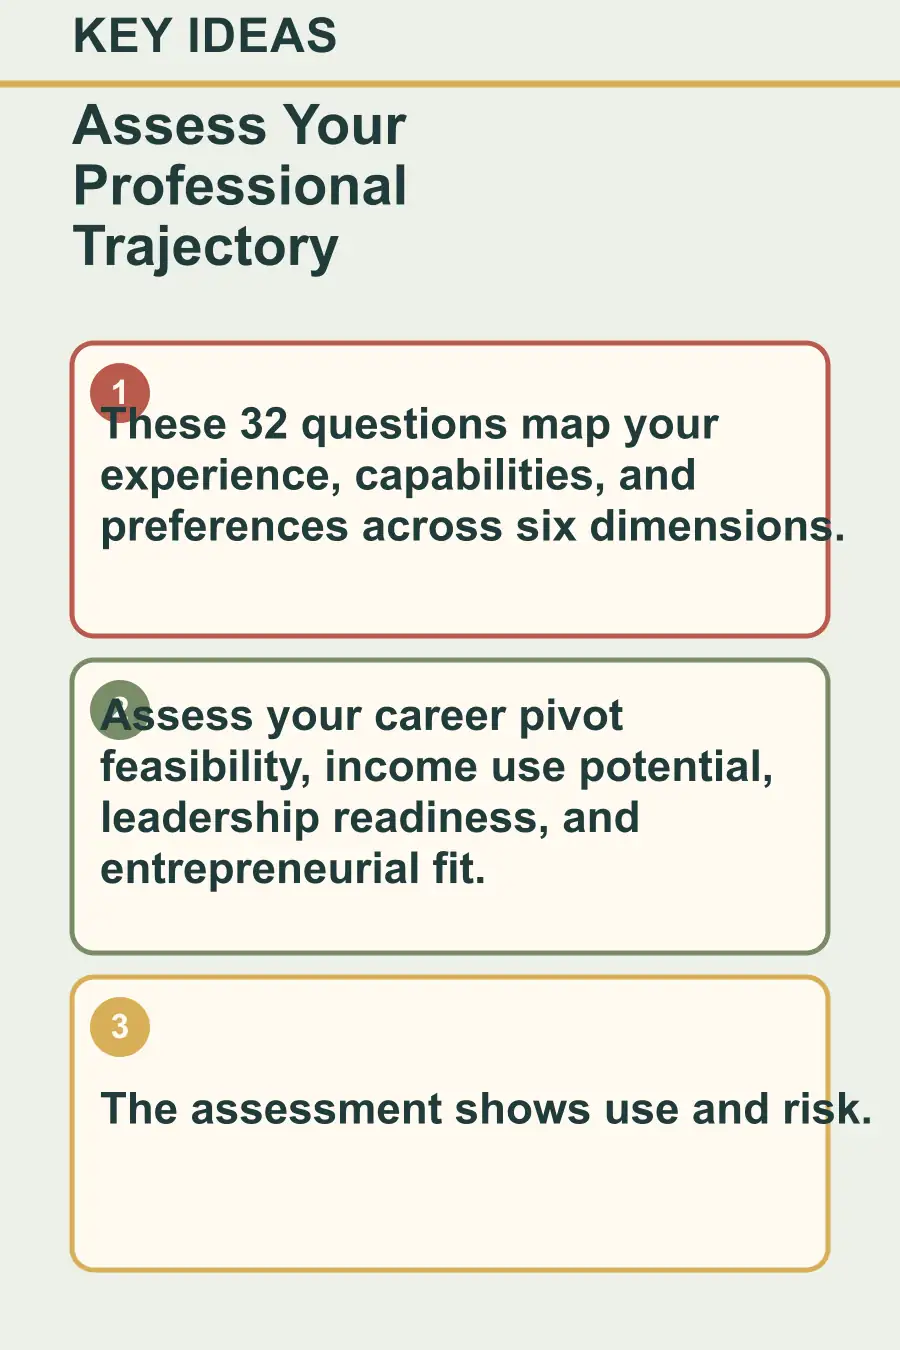 KEY IDEAS
Assess Your
Professional
Trajectory
1
These 32 questions map your
experience, capabilities, and
preferences across six dimensions.
2
Assess your career pivot
feasibility, income use potential,
leadership readiness, and
entrepreneurial fit.
3
The assessment shows use and risk.